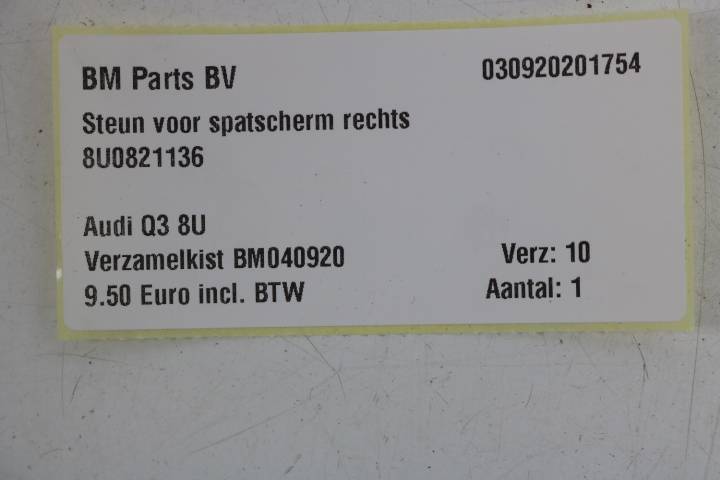 BM Parts BV 030920201754
Steun voor spatscherm rechts
8U0821136
Audi Q3 8U
Verzamelkist BM040920 Verz: 10
9.50 Euro incl. BTW Aantal: 1